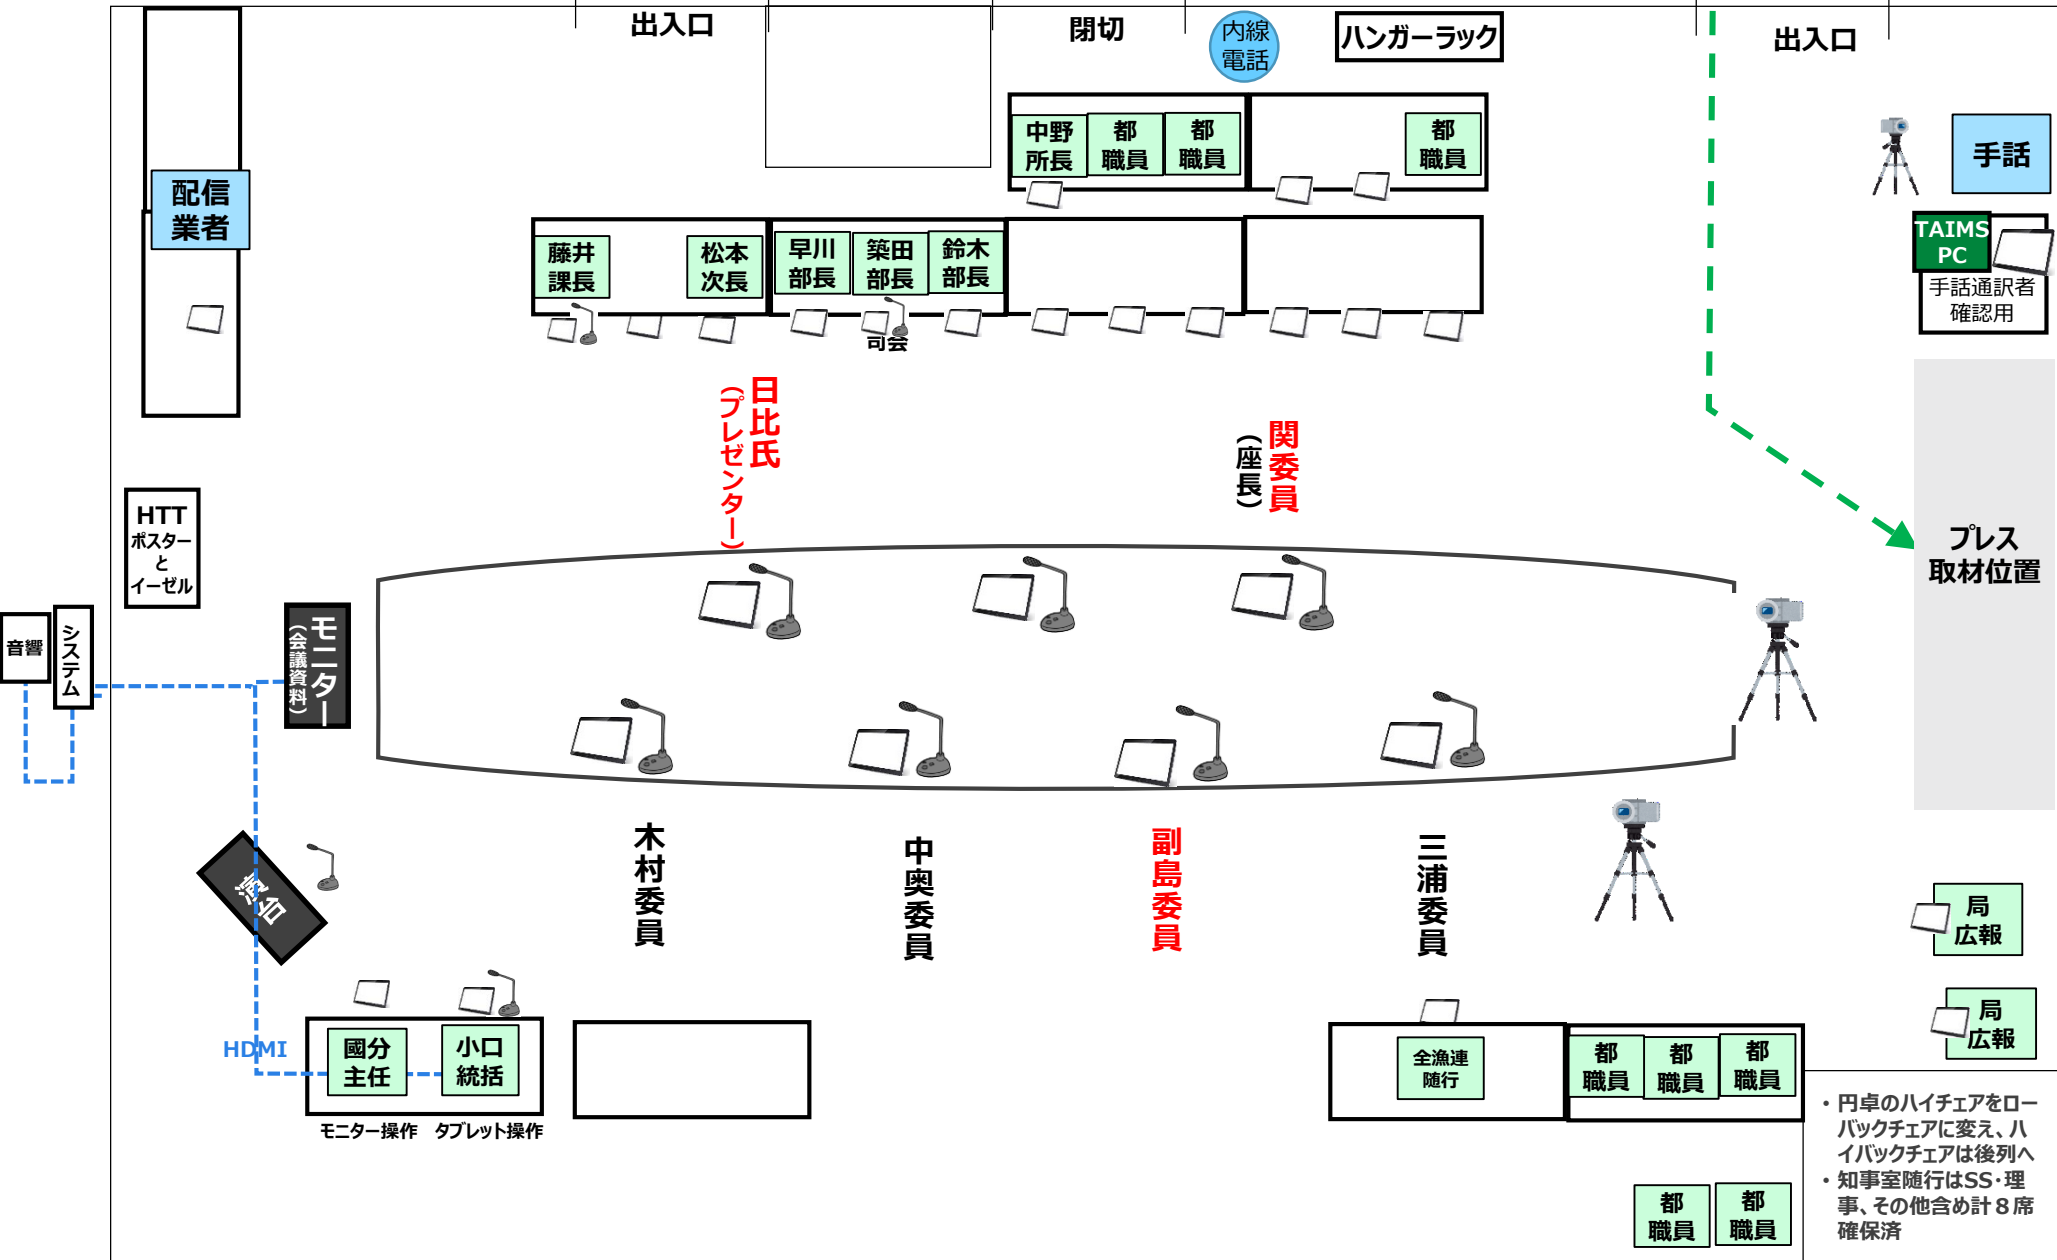 出入口
閉切
内線
電話
ハンガーラック
出入口
中野
所長
都
職員
都
職員
都
職員
手話
配信
業者
TAIMS
PC
手話通訳者
確認用
藤井
課長
松本
次長
早川
部長
築田
部長
鈴木
部長
司会
日比氏
（プレゼンター）
関委員
（座長）
HTT
ポスター
と
イーゼル
プレス
取材位置
音響
システム
モニター
（会議資料）
演台
木村委員
中奥委員
副島委員
三浦委員
局
広報
局
広報
HDMI
國分
主任
小口
統括
モニター操作
タブレット操作
全漁連
随行
都
職員
都
職員
都
職員
都
職員
都
職員
・円卓のハイチェアをロー
バックチェアに変え、ハ
イバックチェアは後列へ
・知事室随行はSS・理
事、その他含め計８席
確保済